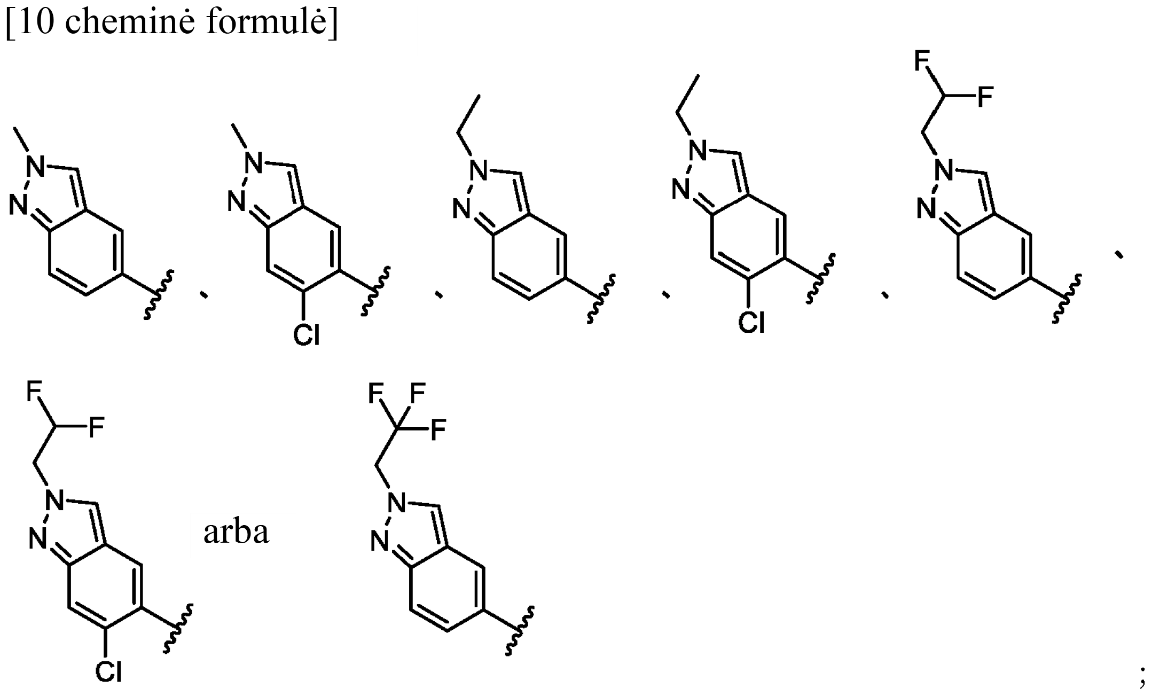 [10 cheminė formulė]
F
F
N N N N N
N N N N N
、 、 、 、 、
Cl Cl
F F F
F F
N N
N arba N
Cl
;